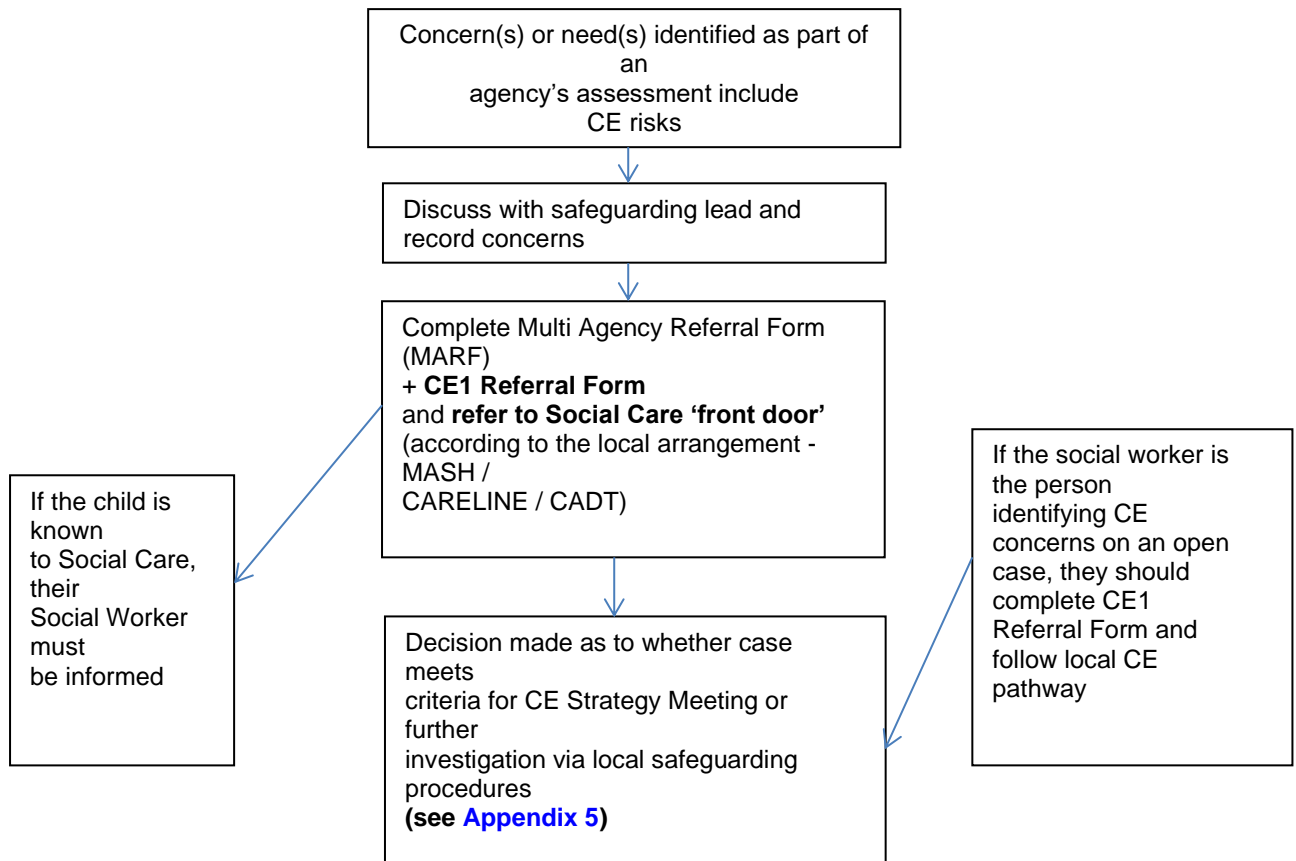 Concern(s) or need(s) identified as part of
an
agency’s assessment include
CE risks
Discuss with safeguarding lead and
record concerns
Complete Multi Agency Referral Form
(MARF)
+ CE1 Referral Form
and refer to Social Care ‘front door’
(according to the local arrangement -
MASH /
CARELINE / CADT)
If the child is
known
to Social Care,
their
Social Worker
must
be informed
If the social worker is
the person
identifying CE
concerns on an open
case, they should
complete CE1
Referral Form and
follow local CE
pathway
Decision made as to whether case
meets
criteria for CE Strategy Meeting or
further
investigation via local safeguarding
procedures
(see Appendix 5)